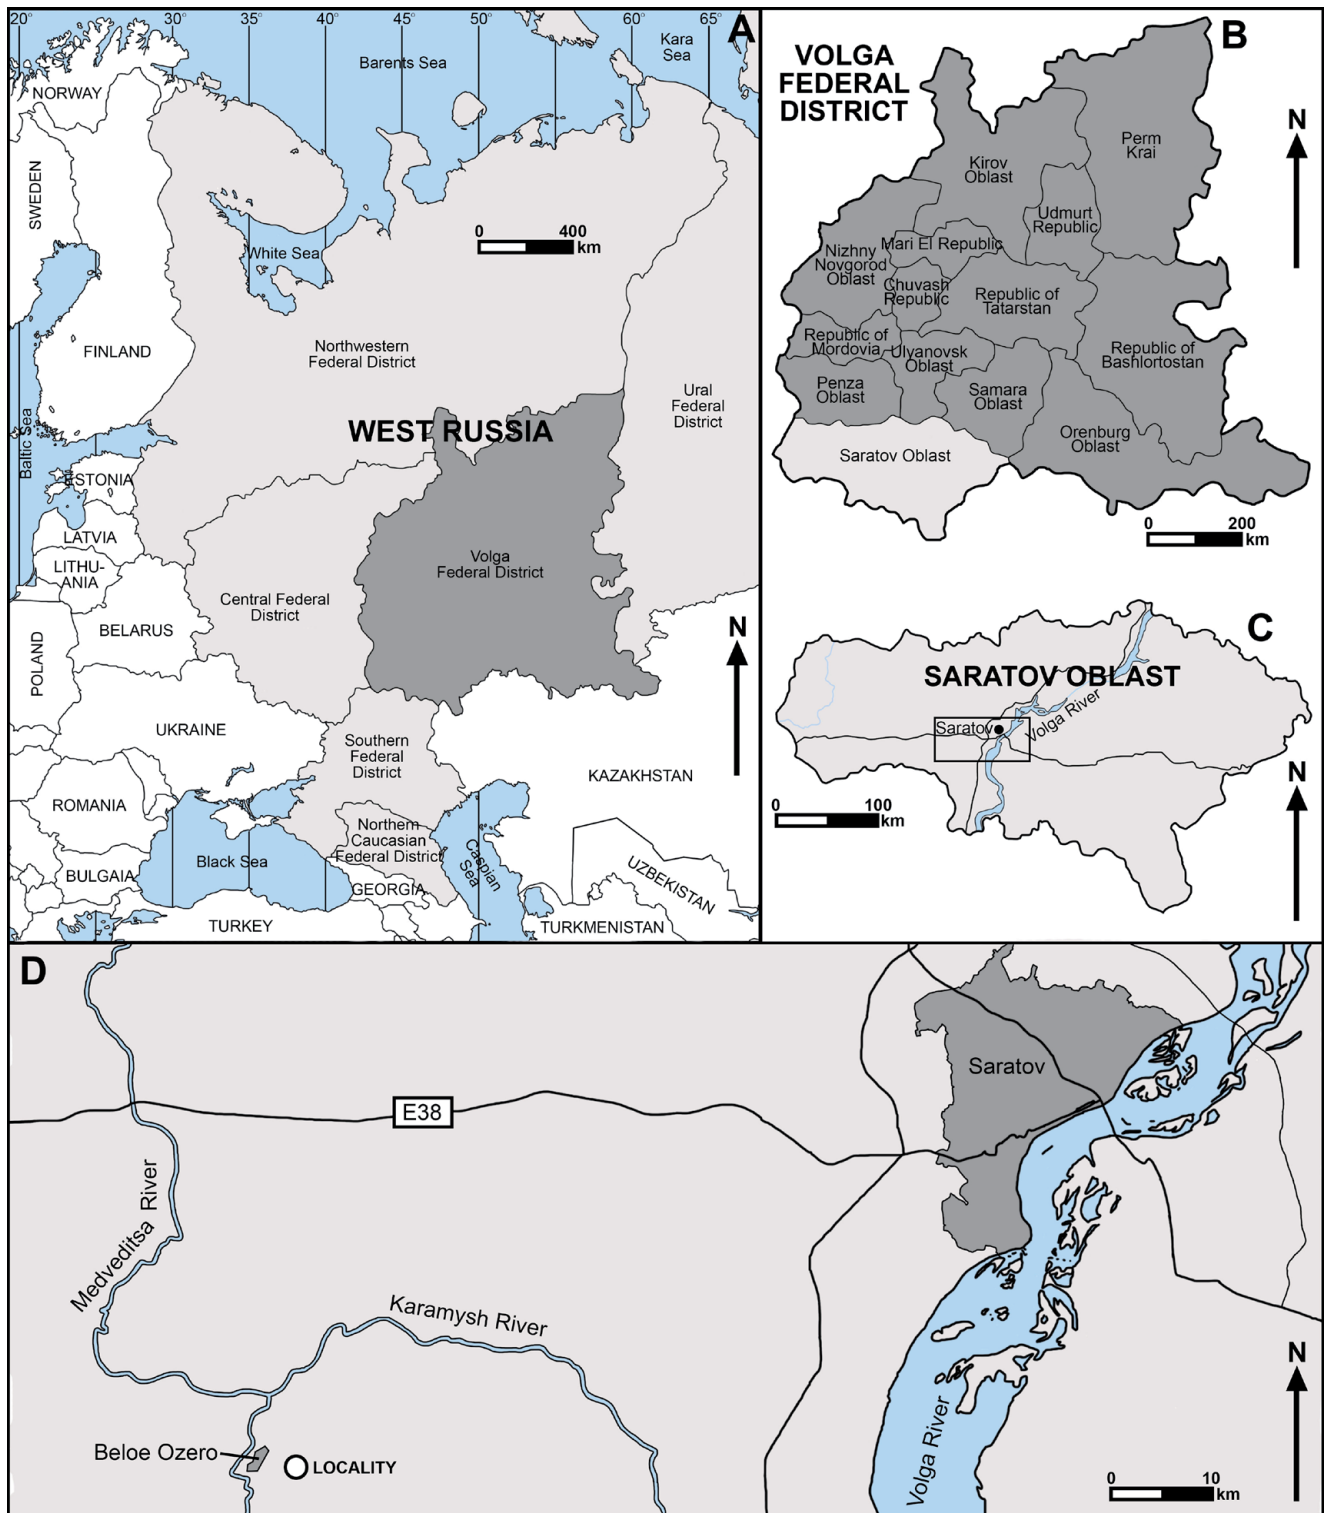 20°
30°
35°
40°
45°
50°
60°
65°
A
Barents Sea
Kara
Sea
NORWAY
SWEDEN
White Sea
0
400
km
FINLAND
Northwestern
Federal District
Ural
Federal
District
WEST RUSSIA
Baltic Sea
ESTONIA
LATVIA
LITHU-
ANIA
Volga
Federal District
Central Federal
District
BELARUS
POLAND
N
UKRAINE
Southern
Federal
District
KAZAKHSTAN
ROMANIA
Northern
Caucasian
Federal District
Black Sea
Caspian
Sea
BULGAIA
GEORGIA
UZBEKISTAN
TURKEY
TURKMENISTAN
B
VOLGA
FEDERAL
DISTRICT
N
Perm
Krai
Kirov
Oblast
Udmurt
Republic
Mari El Republic
Nizhny
Novgorod
Oblast
Chuvash
Republic
Republic of
Tatarstan
Republic of
Mordovia
Ulyanovsk
Oblast
Republic of
Bashlortostan
Penza
Oblast
Samara
Oblast
Orenburg
Oblast
Saratov Oblast
0
200
km
C
SARATOV OBLAST
Saratov
Volga River
N
0
100
km
D
Saratov
E38
Medveditsa River
Karamysh River
Beloe Ozero
LOCALITY
Volga River
N
0
10
km